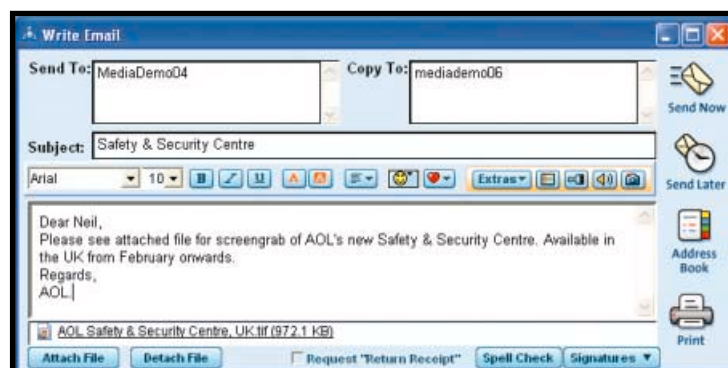 Write Email
Send To: MediaDemo04 Copy To: mediademo06
Send Now
Subject: Safety & Security Centre
Arial 10 B I U A A Extras
Send Later
Dear Neil,
Please see attached file for screengrab of AOL's new Safety & Security Centre. Available in
the UK from February onwards.
Regards,
AOL.
Address
Book
AOL Safety & Security Centre, UK.tif (972.1 KB)
Print
Attach File Detach File Request "Return Receipt" Spell Check Signatures